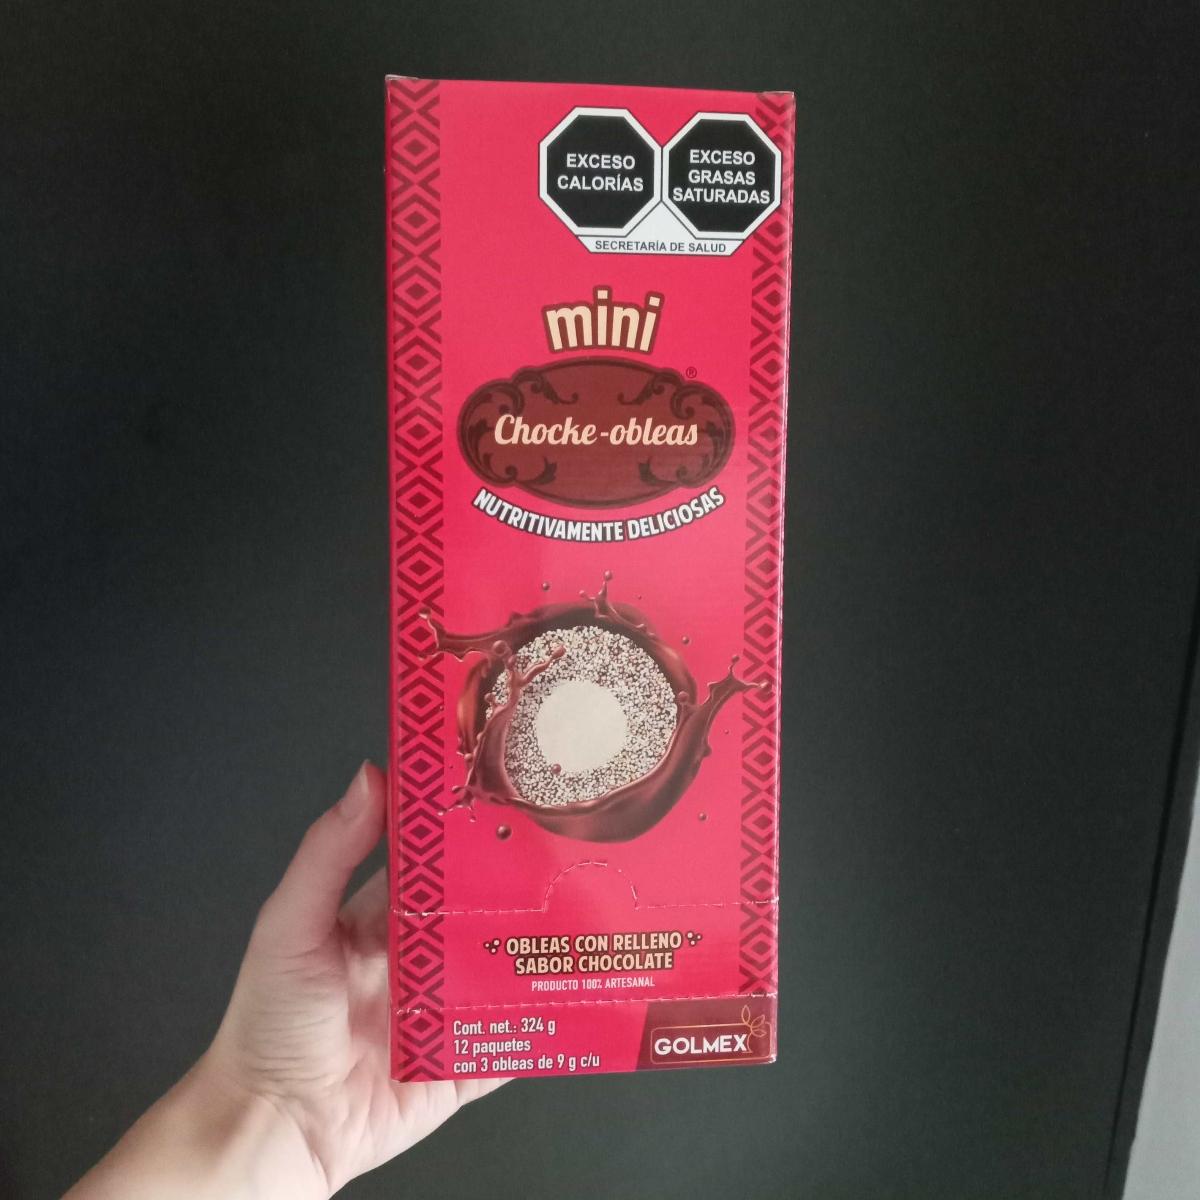 EXCESO
CALORÍAS
EXCESO
GRASAS
SATURADAS
SECRETARÍA DE SALUD
mini
Chocke-obleas®
NUTRITIVAMENTE DELICIOSAS
OBLEAS CON RELLENO
SABOR CHOCOLATE
PRODUCTO 100% ARTESANAL
Cont. net.: 324 g
12 paquetes
con 3 obleas de 9 g c/u
GOLMEX